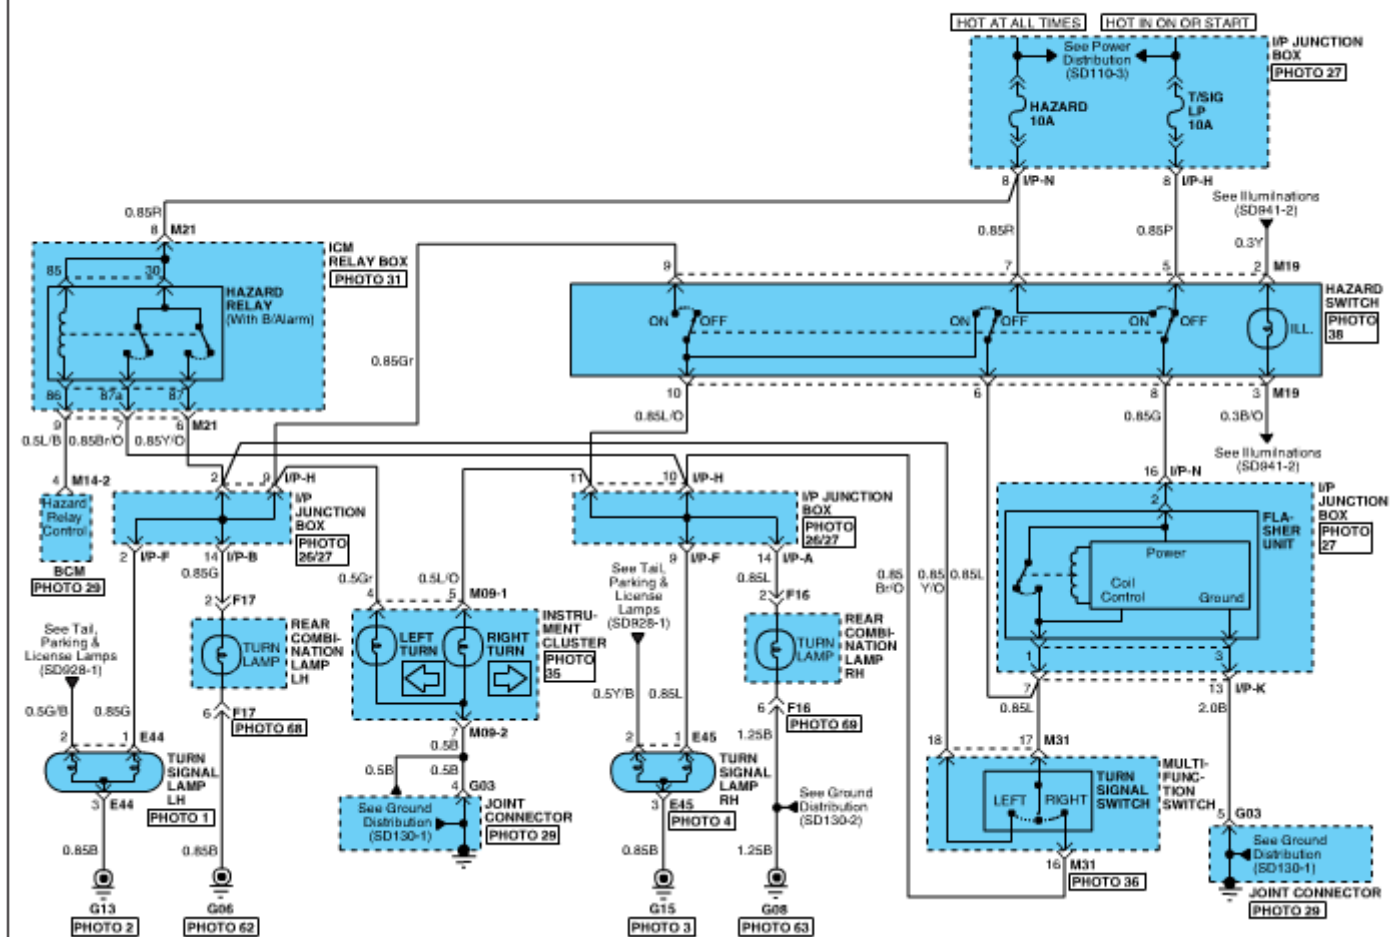 HOT AT ALL TIMES
HOT IN ON OR START
See Power
Distribution
(SD110-3)
I/P JUNCTION
BOX
PHOTO 27
HAZARD
10A
T/SIG
LP
10A
8
I/P-N
8
I/P-H
See Illuminations
(SD941-2)
0.85R
8
M21
0.85R
0.85P
0.3Y
ICM
RELAY BOX
PHOTO 31
85
30
HAZARD
RELAY
(With B/Alarm)
9
7
5
2
M19
HAZARD
SWITCH
PHOTO
38
ON
OFF
ON
OFF
ON
OFF
ILL.
0.85Gr
86
87a
87
9
7
6
M21
0.5L/B
0.85Br/O
0.85Y/O
10
6
8
3
M19
0.85L/O
0.85G
0.3B/O
See Illuminations
(SD941-2)
4
M14-2
Hazard
Relay
Control
BCM
PHOTO 29
2
9
I/P-H
I/P
JUNCTION
BOX
PHOTO
26/27
2
I/P-F
14
I/P-B
11
10
I/P-H
I/P JUNCTION
BOX
PHOTO
26/27
9
I/P-F
14
I/P-A
16
I/P-N
I/P
JUNCTION
BOX
PHOTO
27
2
FLA-
SHER
UNIT
Power
Coil
Control
Ground
1
3
7
13
I/P-K
0.85L
2.0B
0.85G
2
F17
REAR
COMBI-
NATION
LAMP
LH
TURN
LAMP
6
F17
PHOTO 68
See Tail,
Parking &
License Lamps
(SD928-1)
0.5G/B
0.85G
2
1
E44
TURN
SIGNAL
LAMP
LH
PHOTO 1
3
E44
0.85B
0.85B
G13
PHOTO 2
G06
PHOTO 62
0.5Gr
0.5L/O
4
5
M09-1
LEFT
TURN
RIGHT
TURN
INSTRU-
MENT
CLUSTER
PHOTO
35
7
M09-2
0.5B
0.5B
0.5B
4
G03
See Ground
Distribution
(SD130-1)
JOINT
CONNECTOR
PHOTO 29
See Tail,
Parking &
License
Lamps
(SD928-1)
0.5Y/B
0.85L
2
1
E45
TURN
SIGNAL
LAMP
RH
3
E45
PHOTO 4
0.85B
G15
PHOTO 3
0.85L
2
F16
REAR
COMBI-
NATION
LAMP
RH
TURN
LAMP
6
F16
PHOTO 69
1.25B
See Ground
Distribution
(SD130-2)
1.25B
G08
PHOTO 63
0.85
Br/O
0.85
Y/O
0.85L
18
17
M31
MULTI-
FUNC-
TION
SWITCH
TURN
SIGNAL
SWITCH
LEFT
RIGHT
16
M31
PHOTO 36
5
G03
See Ground
Distribution
(SD130-1)
JOINT CONNECTOR
PHOTO 29